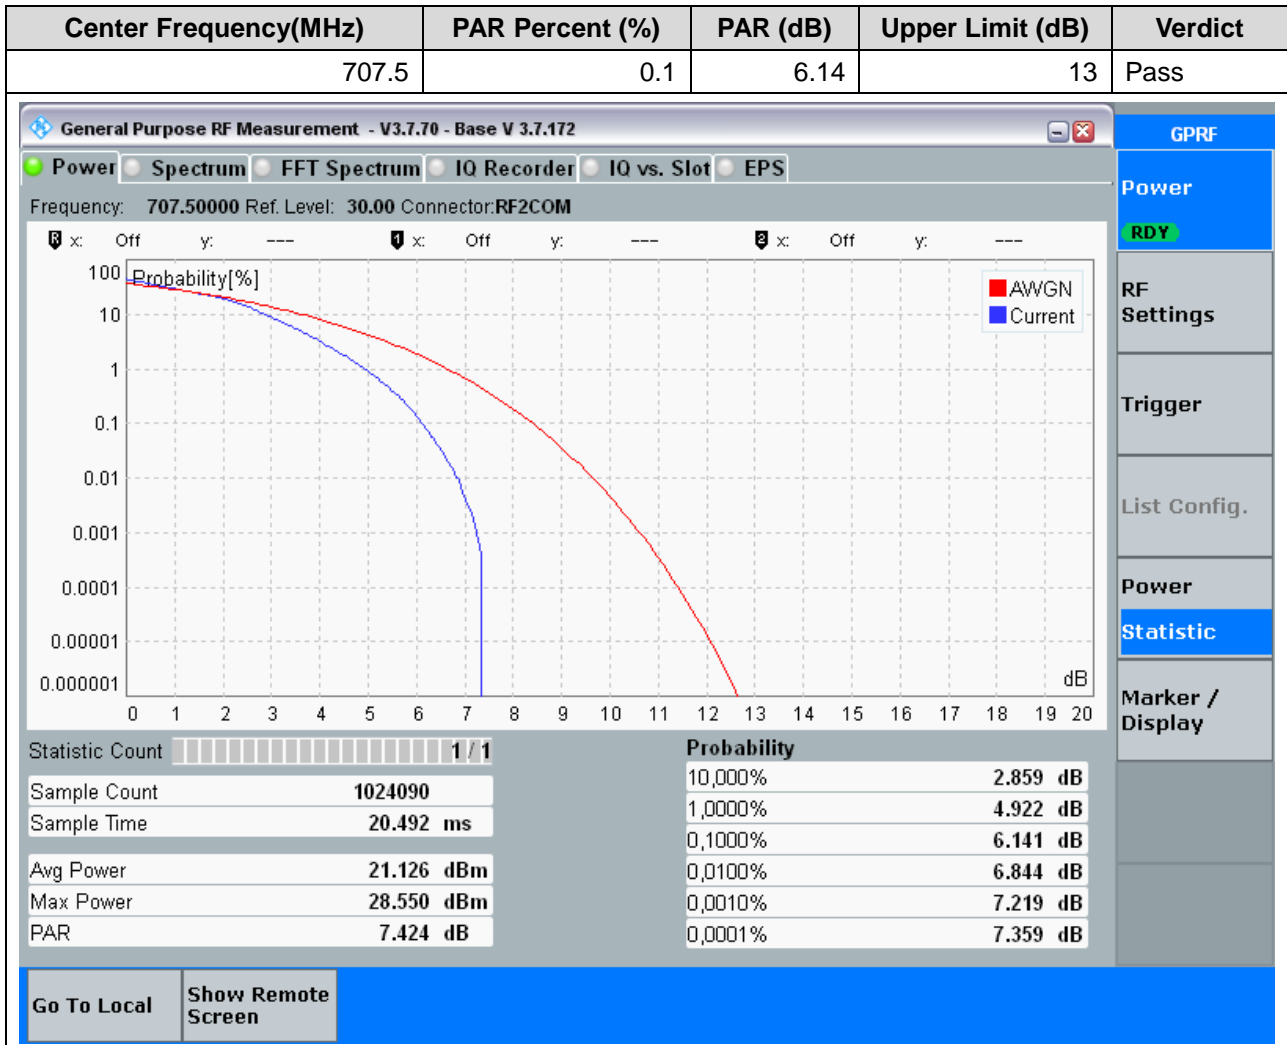 Center Frequency(MHz) PAR Percent (%) PAR (dB) Upper Limit (dB) Verdict
707.5 0.1 6.14 13 Pass
General Purpose RF Measurement - V3.7.70 - Base V 3.7.172
GPRF
Power Spectrum FFT Spectrum IQ Recorder IQ vs. Slot EPS
Power
RDY
Frequency: 707.50000 Ref. Level: 30.00 Connector:RF2COM
R x: Off y: --- 1 x: Off y: --- 2 x: Off y: ---
Probability[%]
AWGN
Current
100
10
1
0.1
0.01
0.001
0.0001
0.00001
0.000001
dB
0 1 2 3 4 5 6 7 8 9 10 11 12 13 14 15 16 17 18 19 20
RF
Settings
Trigger
List Config.
Power
Statistic
Marker /
Display
Statistic Count 1 / 1
Sample Count 1024090
Sample Time 20.492 ms
Avg Power 21.126 dBm
Max Power 28.550 dBm
PAR 7.424 dB
Probability
10,000% 2.859 dB
1,0000% 4.922 dB
0,1000% 6.141 dB
0,0100% 6.844 dB
0,0010% 7.219 dB
0,0001% 7.359 dB
Go To Local
Show Remote
Screen